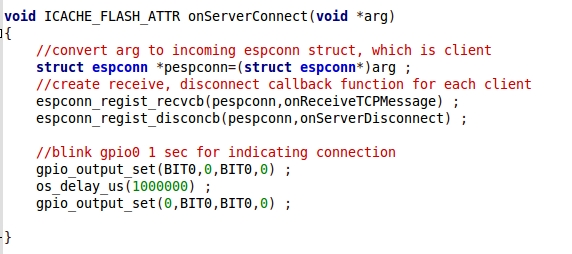 void ICACHE_FLASH_ATTR onServerConnect(void *arg)
{
//convert arg to incoming espconn struct, which is client
struct espconn *pespconn=(struct espconn*)arg ;
//create receive, disconnect callback function for each client
espconn_regist_recvcb(pespconn,onReceiveTCPMessage) ;
espconn_regist_disconcb(pespconn,onServerDisconnect) ;
//blink gpio0 1 sec for indicating connection
gpio_output_set(BIT0,0,BIT0,0) ;
os_delay_us(1000000) ;
gpio_output_set(0,BIT0,BIT0,0) ;
}